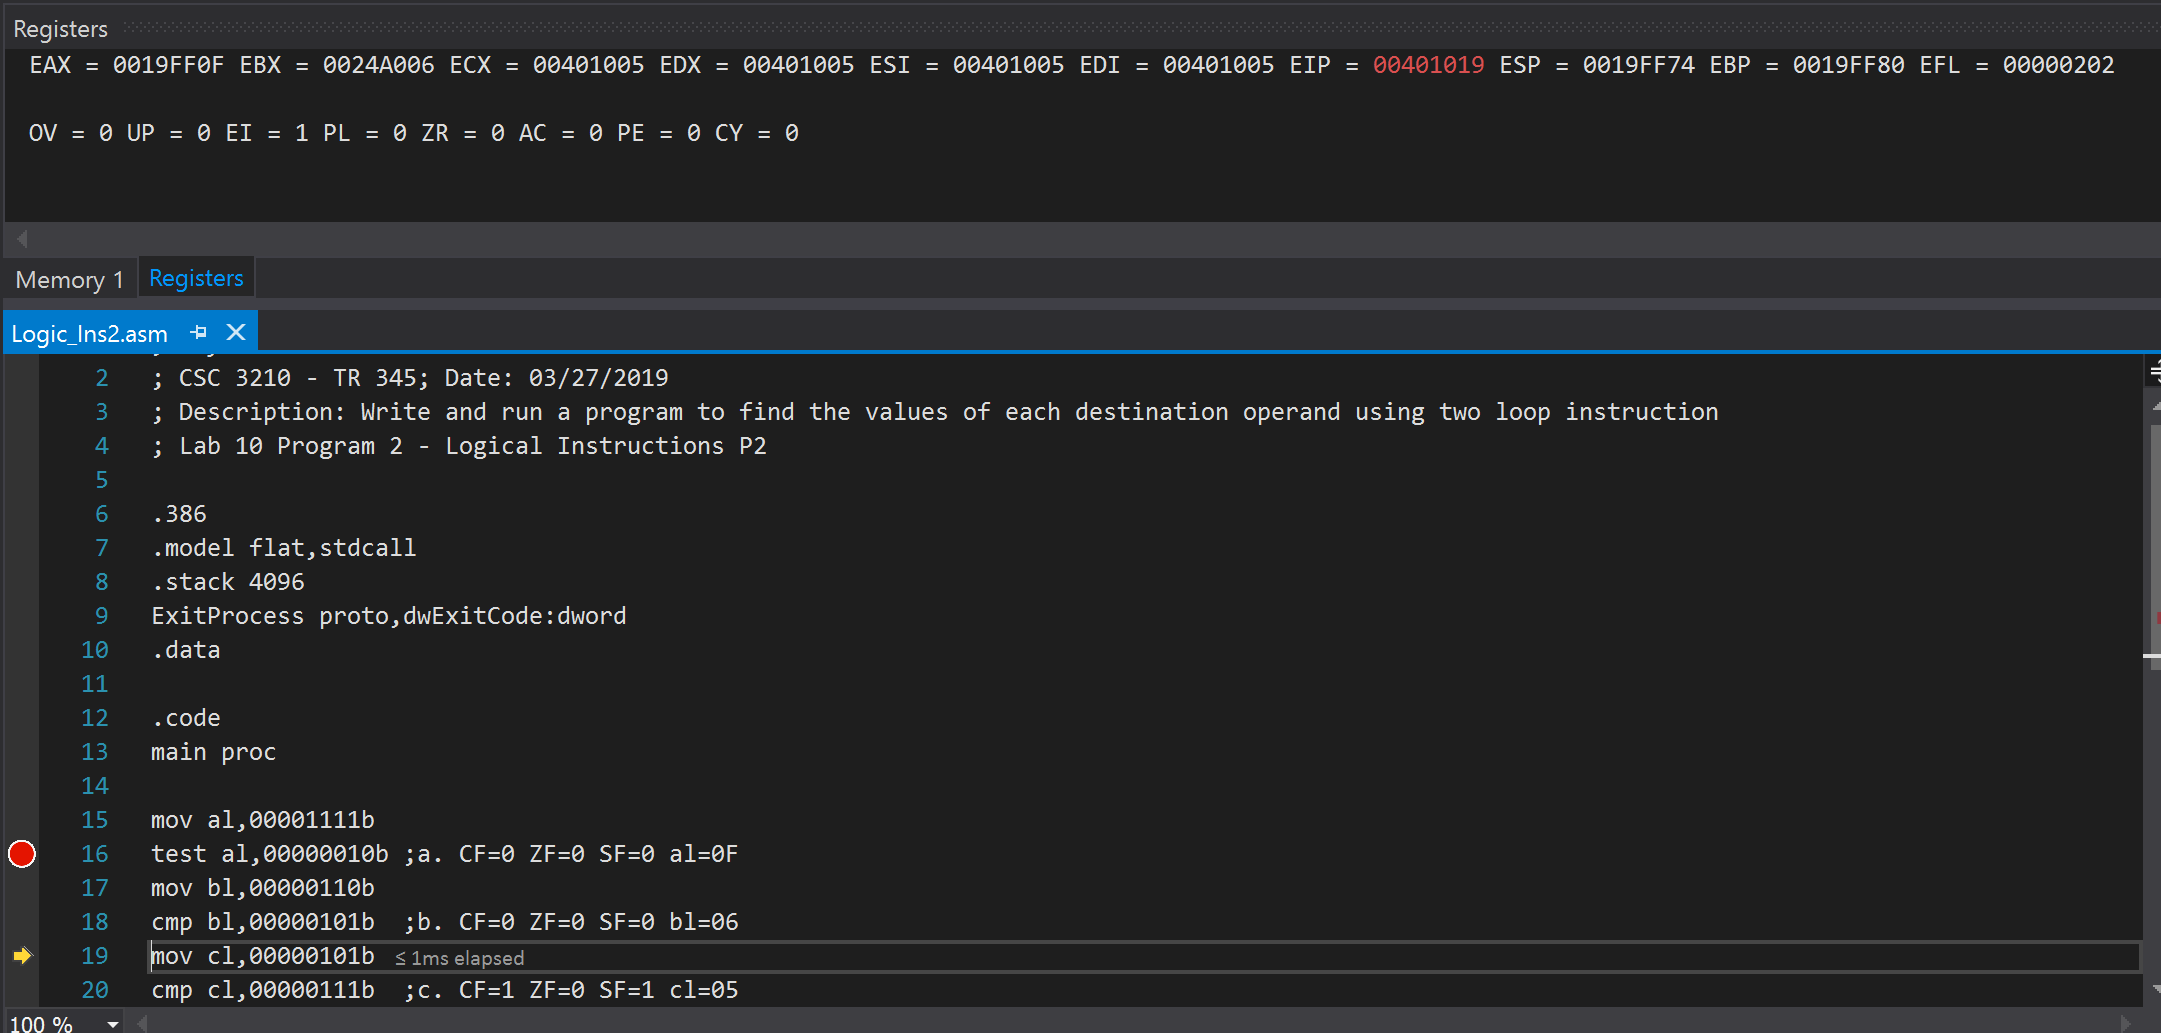 Registers
EAX = 0019FF0F EBX = 0024A006 ECX = 00401005 EDX = 00401005 ESI = 00401005 EDI = 00401005 EIP = 00401019 ESP = 0019FF74 EBP = 0019FF80 EFL = 00000202
OV = 0 UP = 0 EI = 1 PL = 0 ZR = 0 AC = 0 PE = 0 CY = 0
Memory 1 Registers
Logic_Ins2.asm
2 ; CSC 3210 - TR 345; Date: 03/27/2019
3 ; Description: Write and run a program to find the values of each destination operand using two loop instruction
4 ; Lab 10 Program 2 - Logical Instructions P2
5
6 .386
7 .model flat,stdcall
8 .stack 4096
9 ExitProcess proto,dwExitCode:dword
10 .data
11
12 .code
13 main proc
14
15 mov al,00001111b
16 test al,00000010b ;a. CF=0 ZF=0 SF=0 al=0F
17 mov bl,00000110b
18 cmp bl,00000101b ;b. CF=0 ZF=0 SF=0 bl=06
19 mov cl,00000101b ≤ 1ms elapsed
20 cmp cl,00000111b ;c. CF=1 ZF=0 SF=1 cl=05
100 %